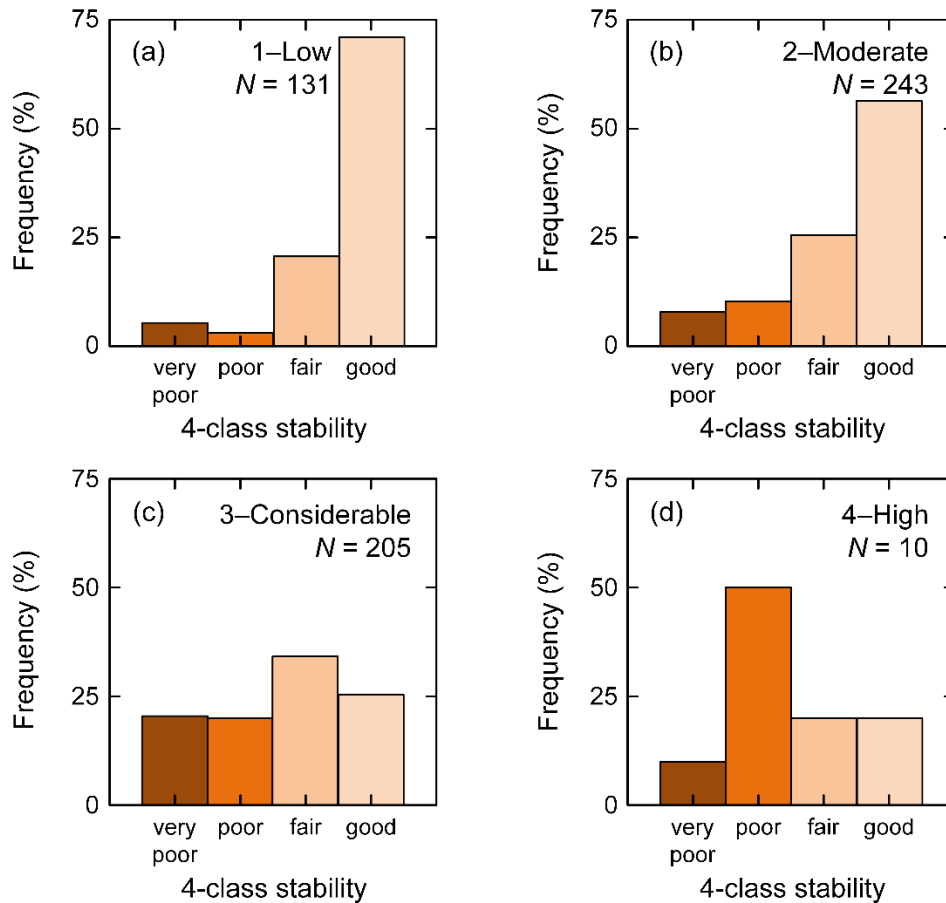 (a)
1–Low
N = 131
Frequency (%)
75
50
25
0
very poor
poor
fair
good
4-class stability
(b)
2–Moderate
N = 243
Frequency (%)
75
50
25
0
very poor
poor
fair
good
4-class stability
(c)
3–Considerable
N = 205
Frequency (%)
75
50
25
0
very poor
poor
fair
good
4-class stability
(d)
4–High
N = 10
Frequency (%)
75
50
25
0
very poor
poor
fair
good
4-class stability